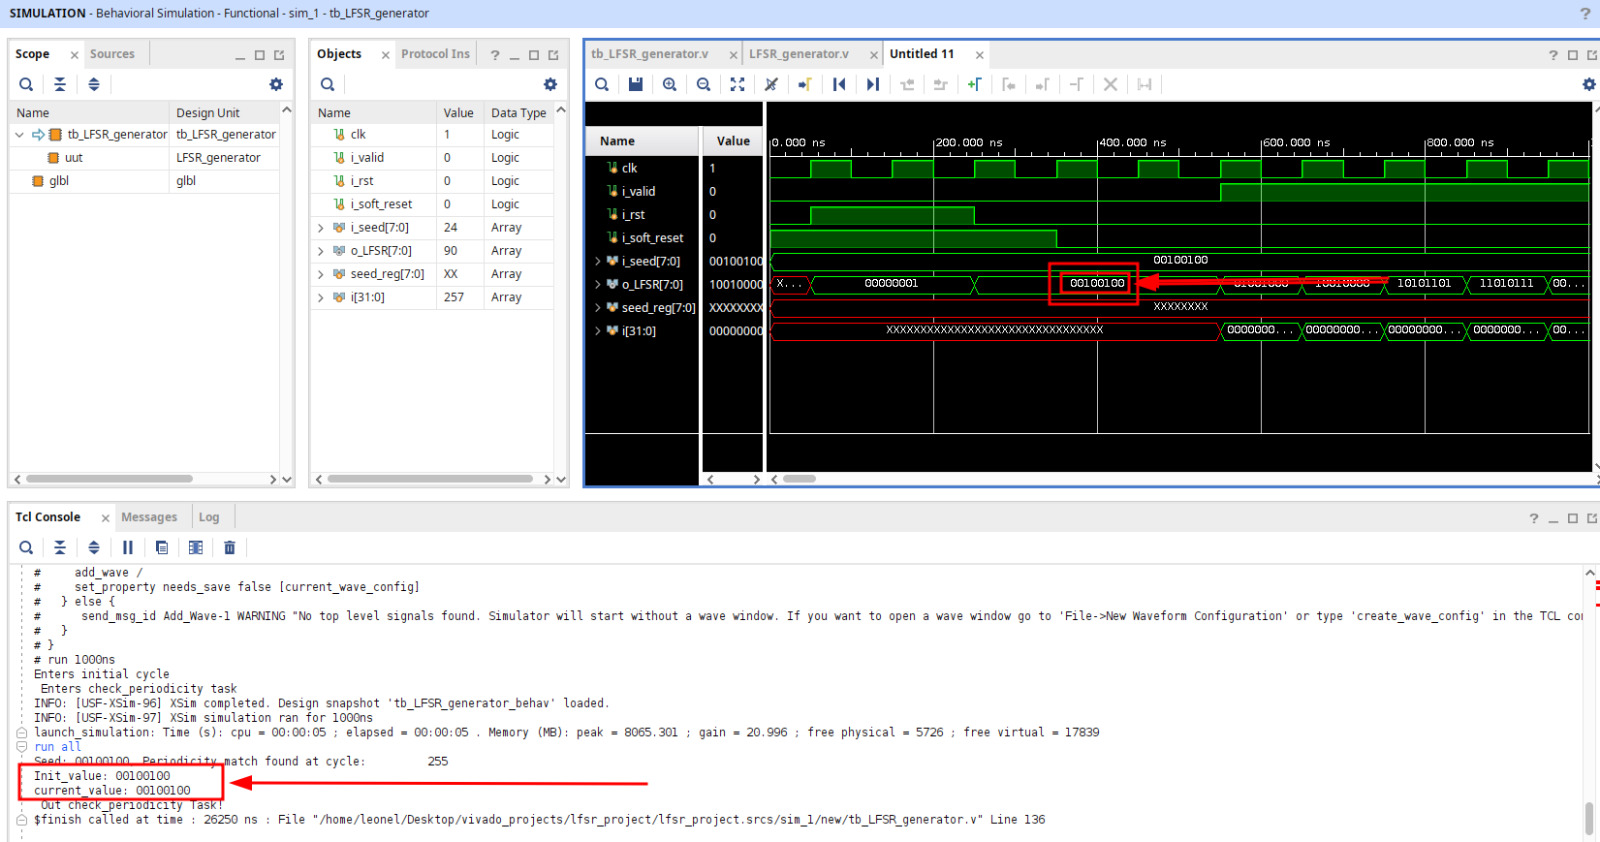 SIMULATION - Behavioral Simulation - Functional - sim_1 - tb_LFSR_generator
?
Scope
Sources
Name
Design Unit
tb_LFSR_generator
tb_LFSR_generator
uut
LFSR_generator
glbl
glbl
Objects
Protocol Ins
?
Name
Value
Data Type
clk
1
Logic
i_valid
0
Logic
i_rst
0
Logic
i_soft_reset
0
Logic
i_seed[7:0]
24
Array
o_LFSR[7:0]
90
Array
seed_reg[7:0]
XX
Array
i[31:0]
257
Array
tb_LFSR_generator.v
LFSR_generator.v
Untitled 11
?
Name
Value
0.000 ns
200.000 ns
400.000 ns
600.000 ns
800.000 ns
clk
1
i_valid
0
i_rst
0
i_soft_reset
0
i_seed[7:0]
00100100
00100100
o_LFSR[7:0]
10010000
X...
00000001
00100100
01001000
10010000
10101101
11010111
00...
seed_reg[7:0]
XXXXXXXX
XXXXXXXX
i[31:0]
00000000
XXXXXXXXXXXXXXXXXXXXXXXXXXXXXXXX
0000000...
00000000...
00000000...
0000000...
00...
Tcl Console
Messages
Log
?
# add_wave /
# set_property needs_save false [current_wave_config]
# } else {
# send_msg_id Add_Wave-1 WARNING "No top level signals found. Simulator will start without a wave window. If you want to open a wave window go to 'File->New Waveform Configuration' or type 'create_wave_config' in the TCL con
# }
# }
# run 1000ns
Enters initial cycle
Enters check_periodicity task
INFO: [USF-XSim-96] XSim completed. Design snapshot 'tb_LFSR_generator_behav' loaded.
INFO: [USF-XSim-97] XSim simulation ran for 1000ns
launch_simulation: Time (s): cpu = 00:00:05 ; elapsed = 00:00:05 . Memory (MB): peak = 8065.301 ; gain = 20.996 ; free physical = 5726 ; free virtual = 17839
run all
Seed: 00100100. Periodicity match found at cycle: 255
Init_value: 00100100
current_value: 00100100
Out check_periodicity Task!
$finish called at time : 26250 ns : File "/home/leonel/Desktop/vivado_projects/lfsr_project/lfsr_project.srcs/sim_1/new/tb_LFSR_generator.v" Line 136